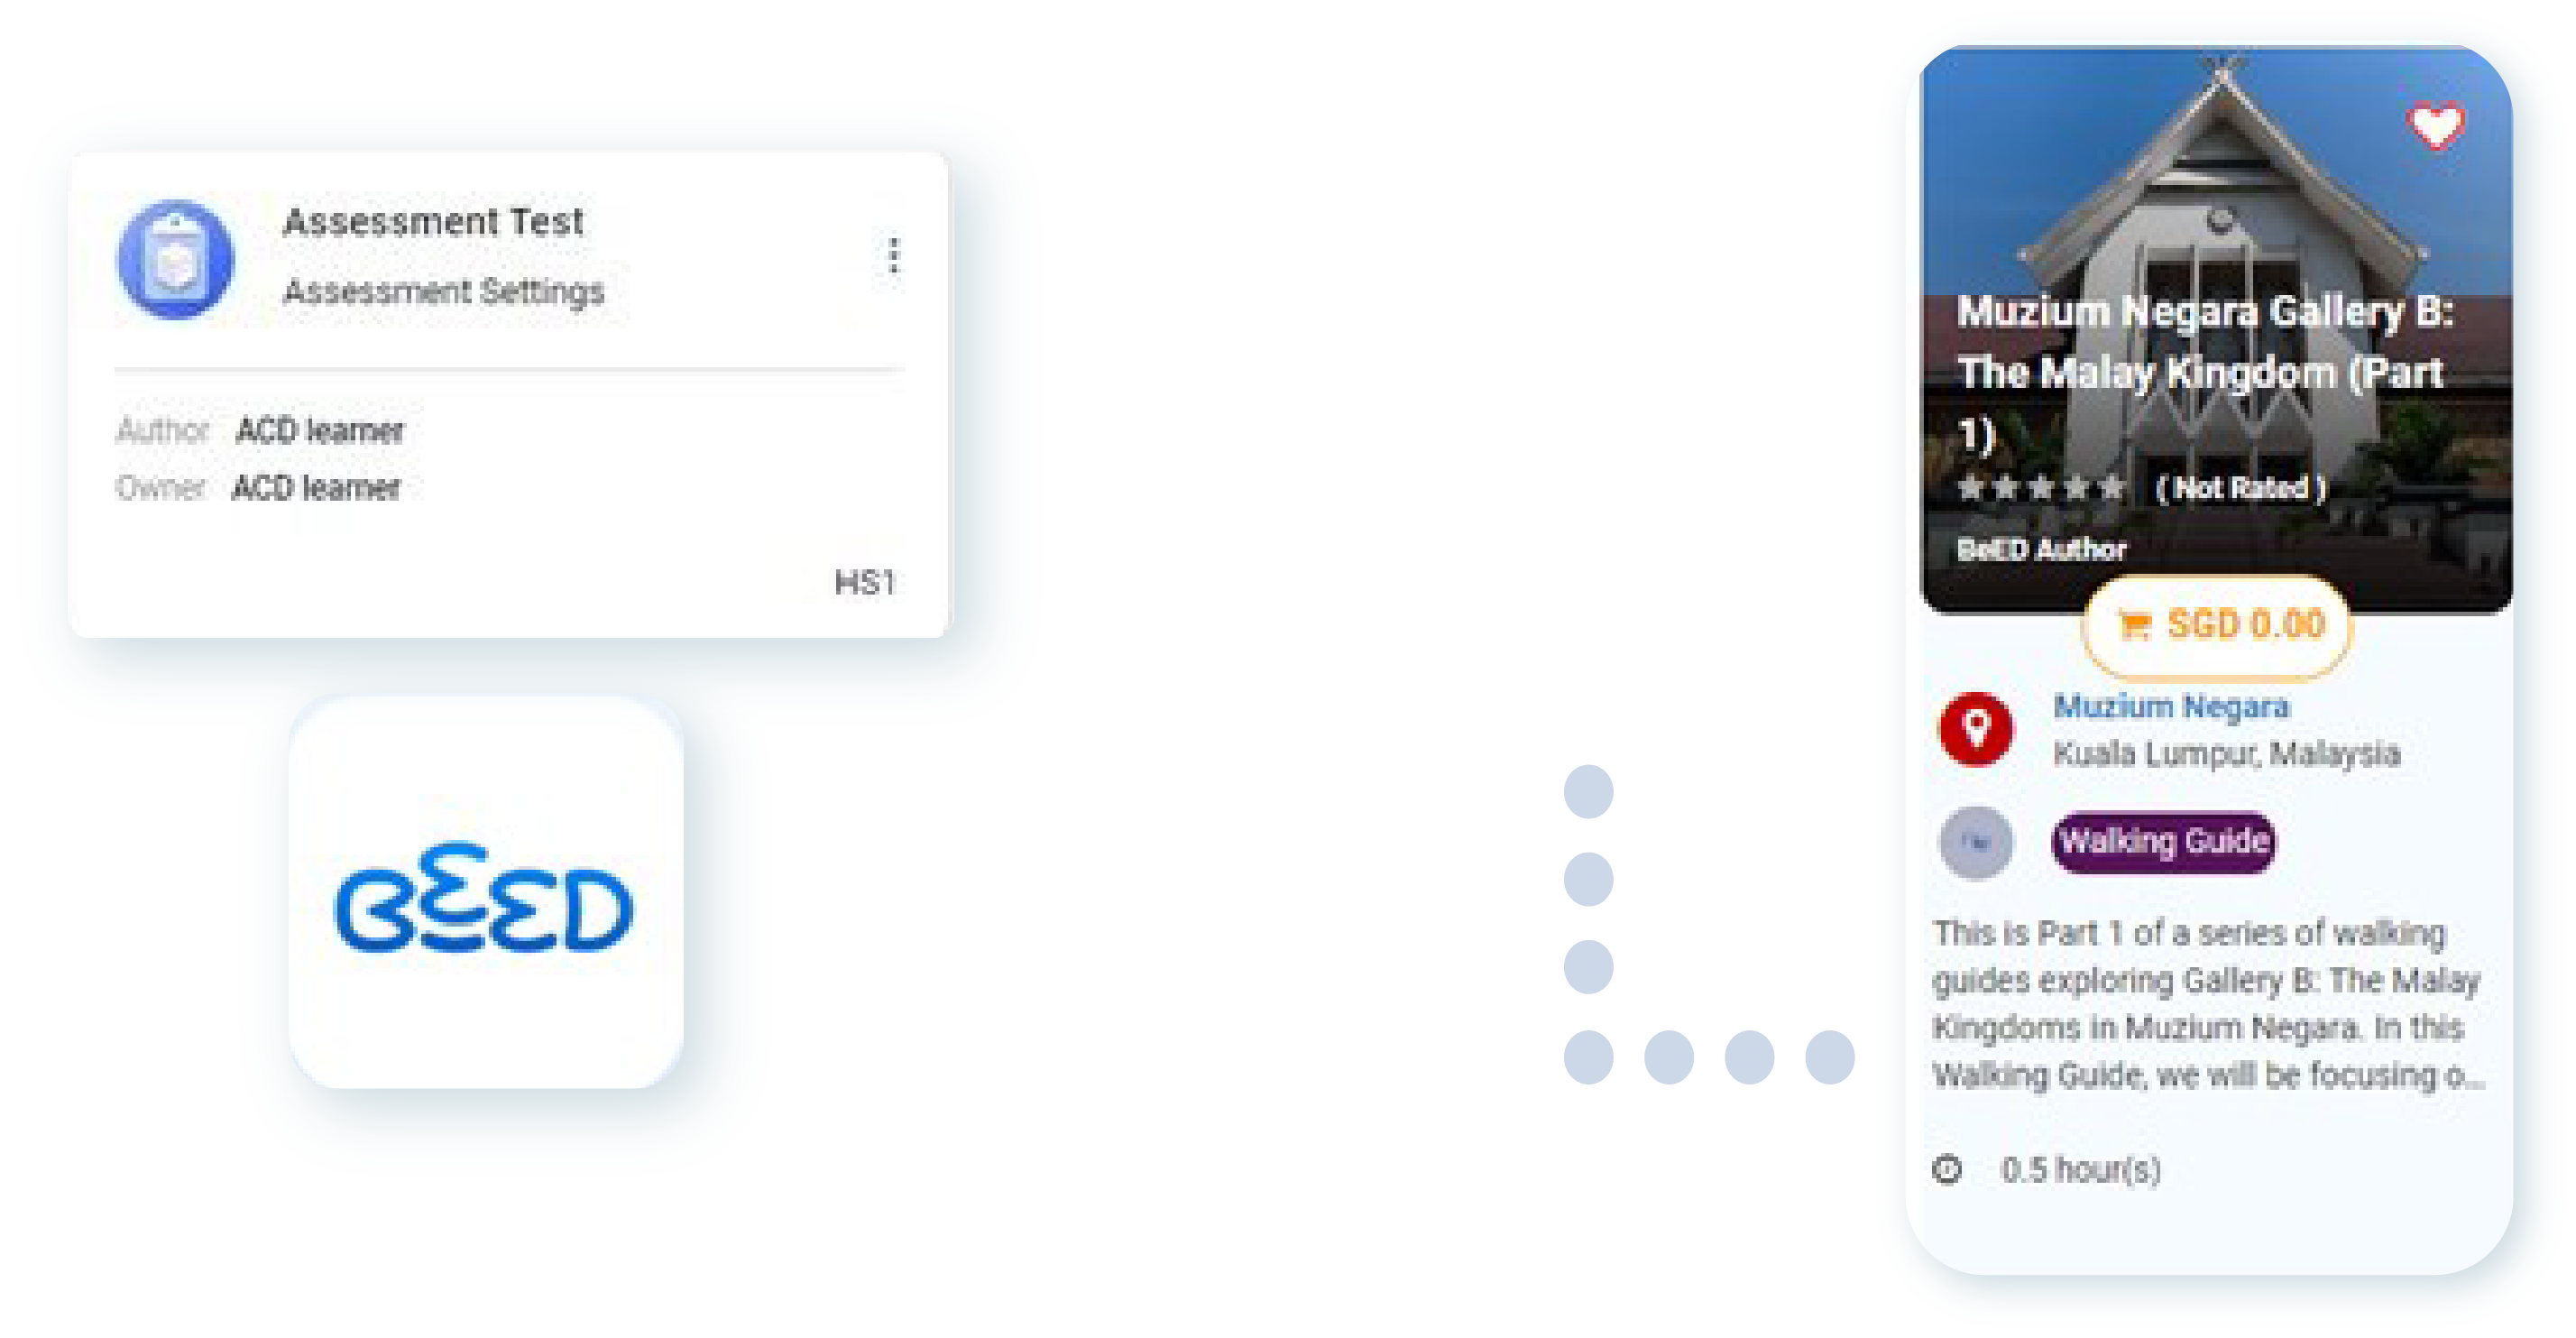 Assessment Test
Assessment Settings
Author ACD learner
Owner ACD learner
HS1
BEED
Muzium Negara Gallery B:
The Malay Kingdom (Part
1)
( Not Rated )
BeED Author
SGD 0.00
Muzium Negara
Kuala Lumpur, Malaysia
Walking Guide
This is Part 1 of a series of walking
guides exploring Gallery B: The Malay
Kingdoms in Muzium Negara. In this
Walking Guide, we will be focusing o...
0.5 hour(s)